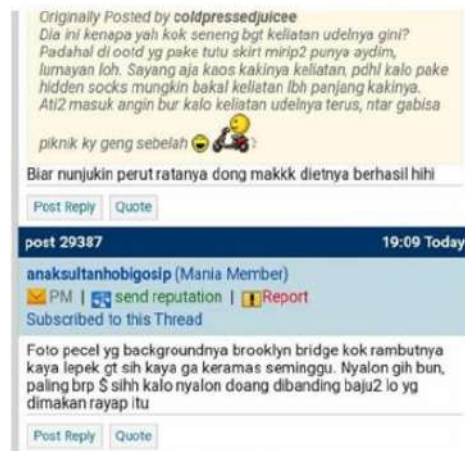 Originally Posted by coldpressedjuicee
Dia ini kenapa yah kok seneng bgt keliatan udelnya gini?
Padahal di ootd yg pake tutu skirt mirip2 punya aydim,
lumayan loh. Sayang aja kaos kakinya keliatan, pdhl kalo pake
hidden socks mungkin bakal keliatan lbh panjang kakinya.
Ati2 masuk angin bur kalo keliatan udelnya terus, ntar gabisa
piknik ky geng sebelah
Biar nunjukin perut ratanya dong makkk dietnya berhasil hihi
Post Reply Quote
post 29387 19:09 Today
anaksultanhobigosip (Mania Member)
PM | send reputation | Report
Subscribed to this Thread
Foto pecel yg backgroundnya brooklyn bridge kok rambutnya
kaya lepek gt sih kaya ga keramas seminggu. Nyalon gih bun,
paling brp $ sihh kalo nyalon doang dibanding baju2 lo yg
dimakan rayap itu
Post Reply Quote